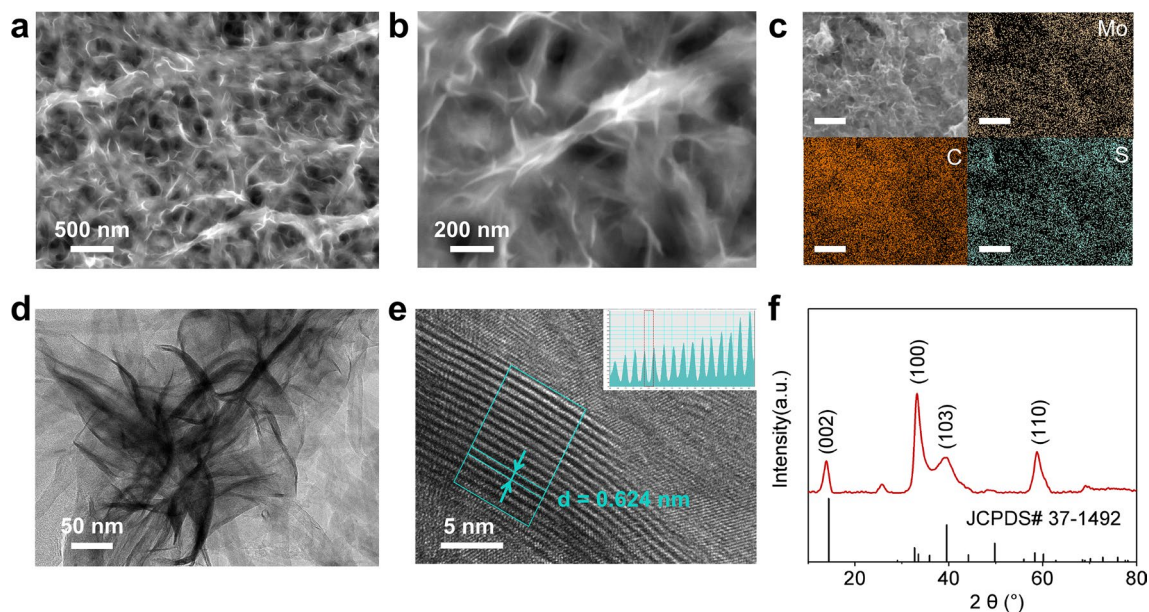 a
500 nm
b
200 nm
c
Mo
C
S
d
50 nm
e
d = 0.624 nm
5 nm
f
Intensity(a.u.)
(002)
(100)
(103)
(110)
JCPDS# 37-1492
20
40
60
80
2 θ (°)